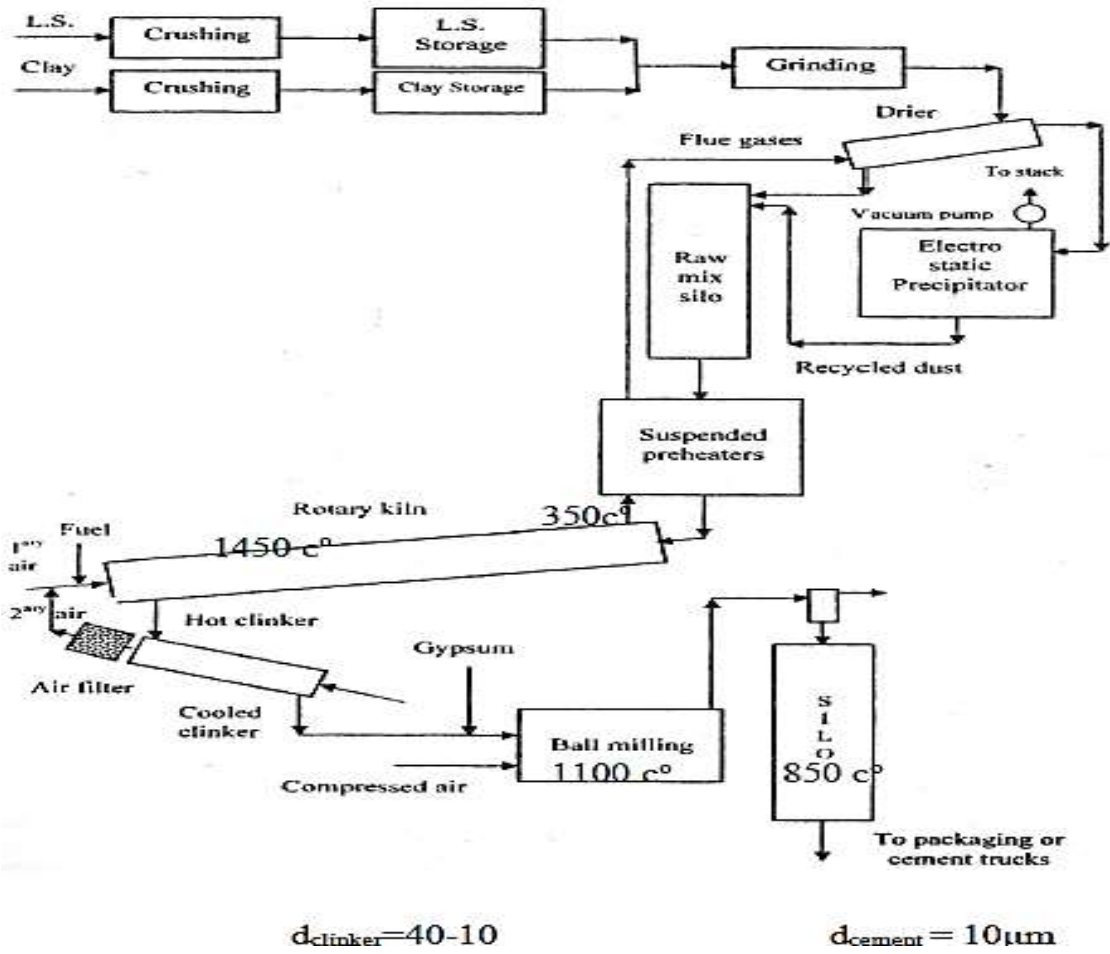 L.S.
Crushing
L.S.
Storage
Clay
Crushing
Clay Storage
Grinding
Drier
Flue gases
To stack
Vacuum pump
Electro
static
Precipitator
Raw
mix
silo
Recycled dust
Suspended
preheaters
Rotary kiln
350c°
1450 c°
Fuel
1ary
air
2ary air
Hot clinker
Air filter
Gypsum
Cooled
clinker
Ball milling
1100 c°
Compressed air
S
I
L
O
850 c°
To packaging or
cement trucks
dclinker=40-10
dcement = 10μm